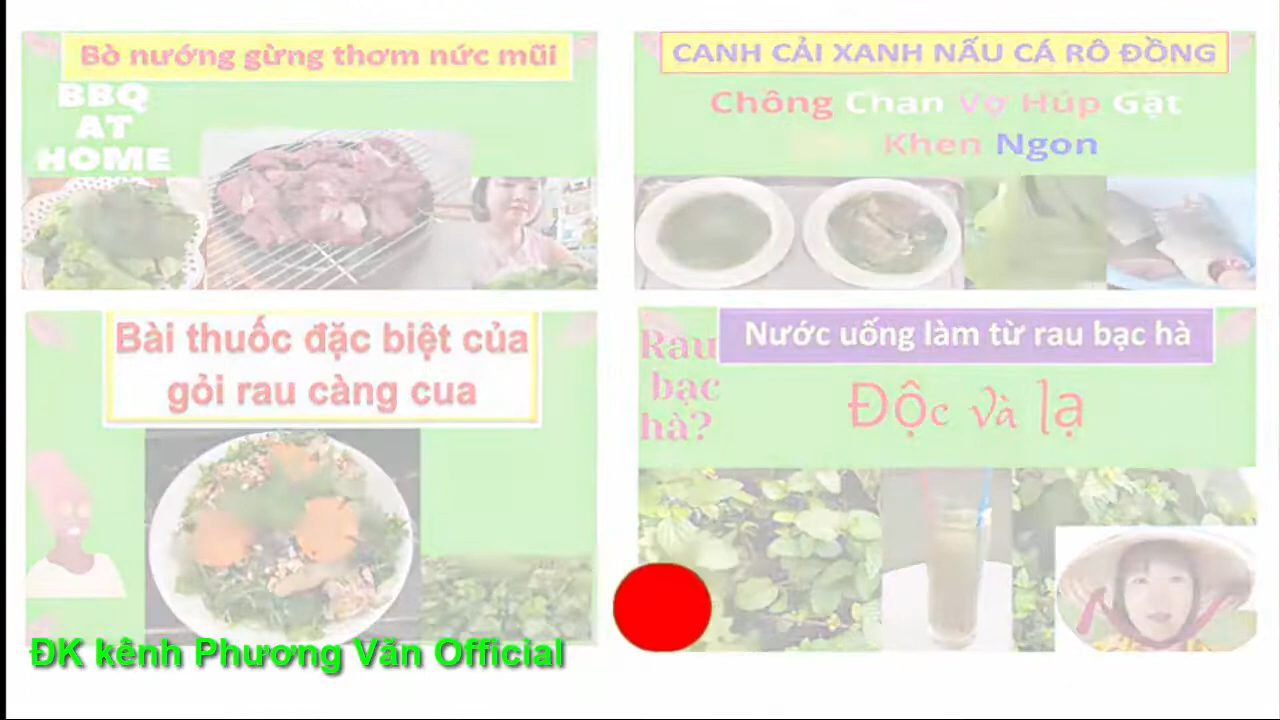 Bò nướng gừng thơm nức mũi
BBQ
AT
HOME
CANH CẢI XANH NẤU CÁ RÔ ĐỒNG
Chồng Chan Vợ Húp Gật
Khen Ngon
Bài thuốc đặc biệt của
gỏi rau càng cua
Rau
bạc
hà?
Nước uống làm từ rau bạc hà
Độc và lạ
ĐK kênh Phương Văn Official